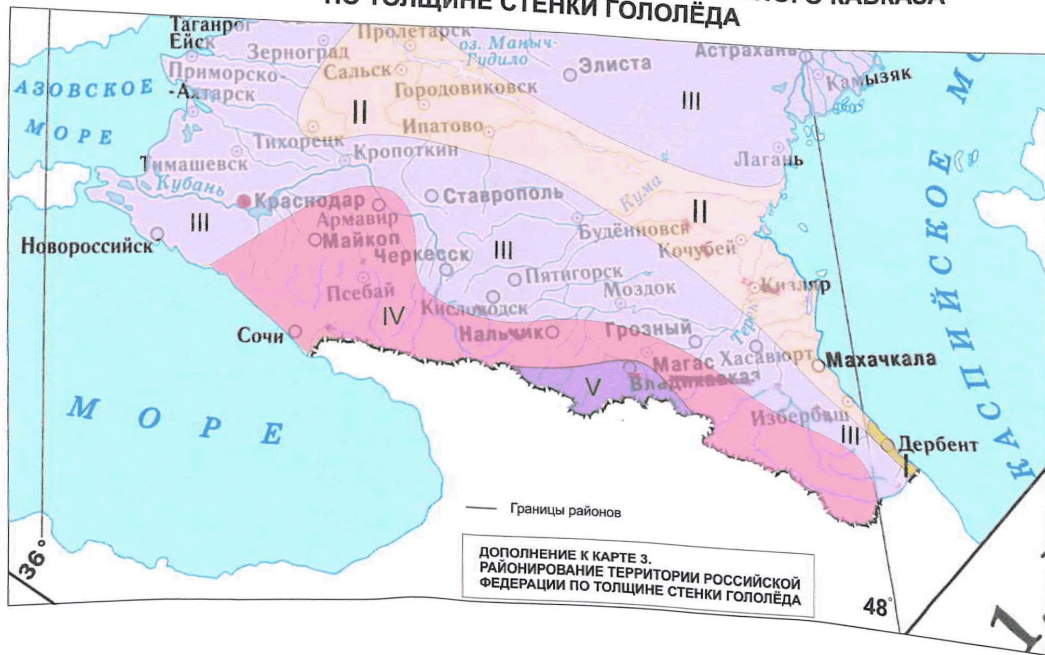 ПО ТОЛЩИНЕ СТЕНКИ ГОЛОЛЁДА
Таганрог
Ейск
Зерноград
Пролетарск
оз. Маныч-
Гудило
Астрахань
Элиста
Камызяк
Приморско-
-Ахтарск
Сальск
Городовиковск
III
АЗОВСКОЕ
МОРЕ
II
Ипатово
Тихорецк
Кропоткин
Лагань
Тимашевск
Кубань
Краснодар
Ставрополь
Кума
II
Армавир
III
Новороссийск
Майкоп
Черкесск
III
Будённовск
Кочубей
Пятигорск
Псебай
Кисловодск
Моздок
Кизляр
IV
Сочи
Нальчик
Грозный
Терек
Магас
Хасавюрт
Махачкала
V
Владикавказ
Избербаш
III
Дербент
I
МОРЕ
КАСПИЙСКОЕ
Границы районов
ДОПОЛНЕНИЕ К КАРТЕ 3.
РАЙОНИРОВАНИЕ ТЕРРИТОРИИ РОССИЙСКОЙ
ФЕДЕРАЦИИ ПО ТОЛЩИНЕ СТЕНКИ ГОЛОЛЁДА
36°
48°